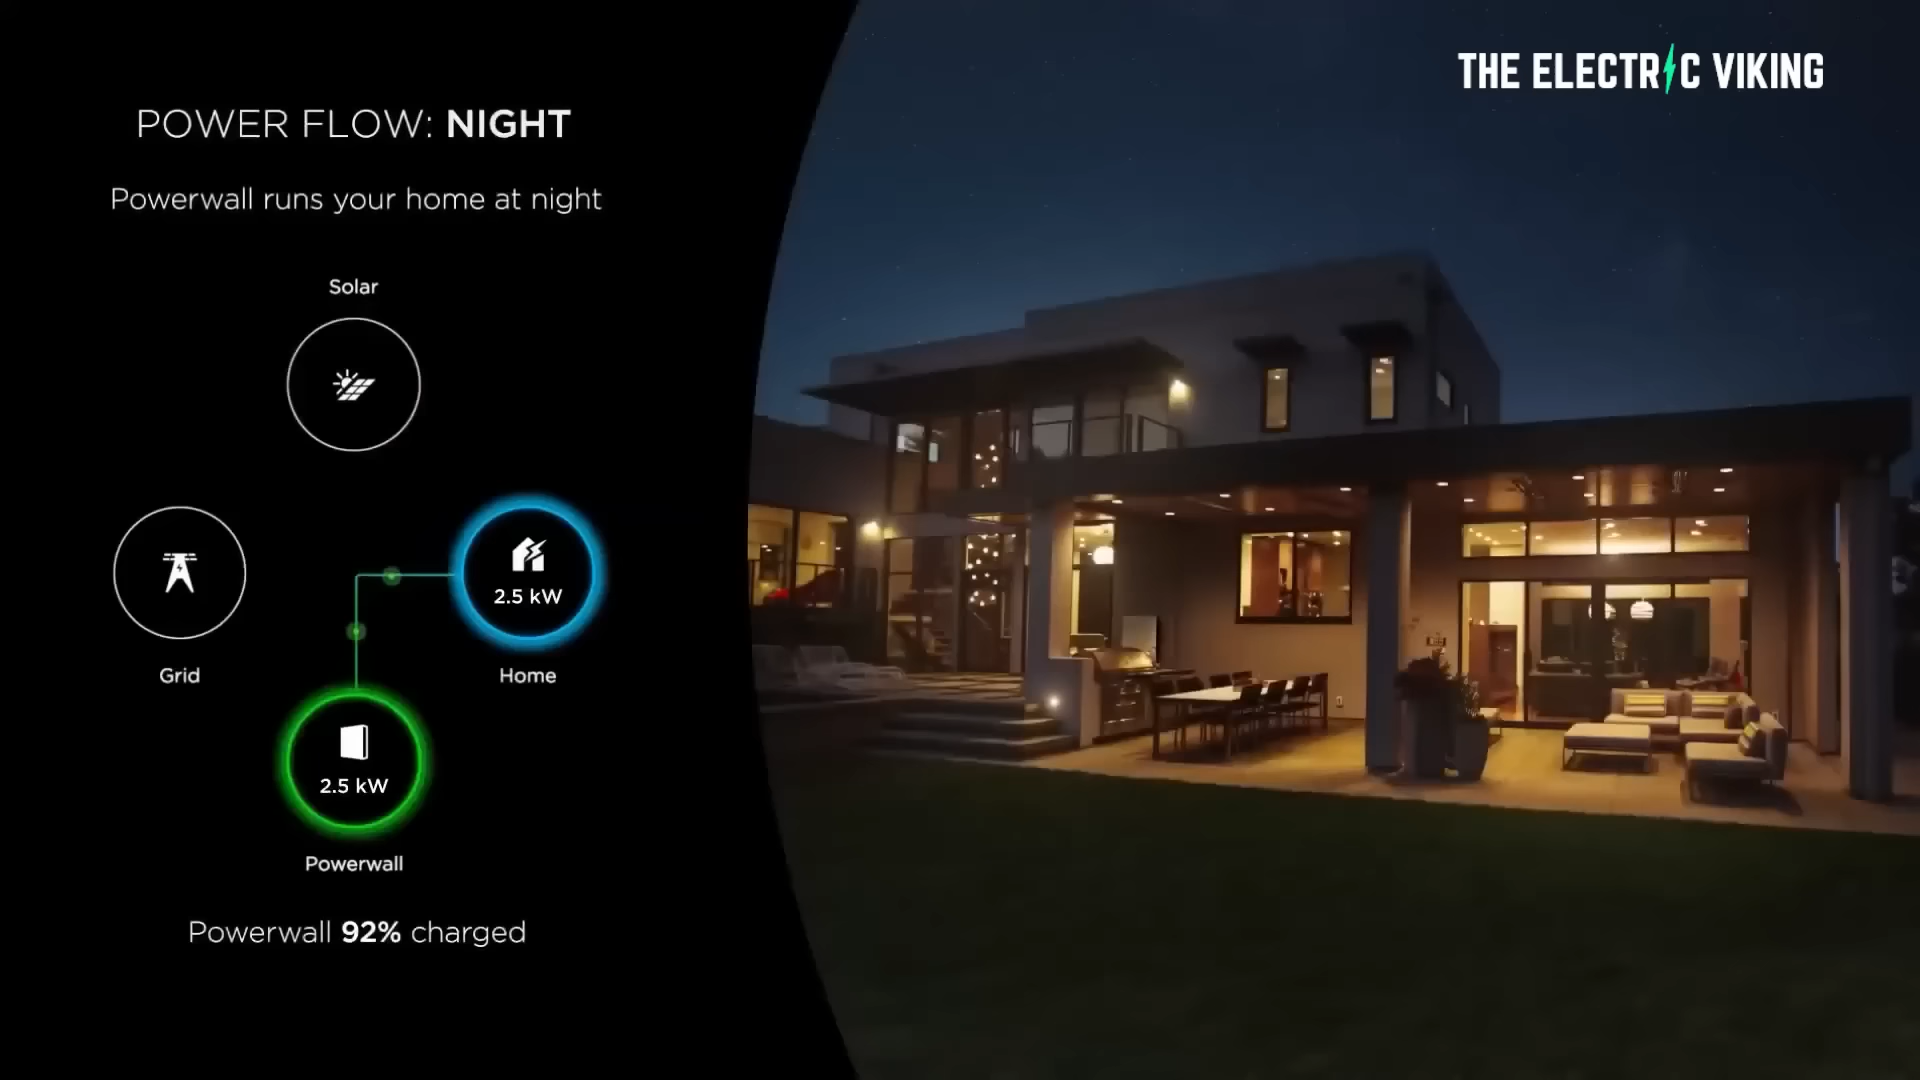 THE ELECTRIC VIKING
POWER FLOW: NIGHT
Powerwall runs your home at night
Solar
2.5 kW
Grid
Home
2.5 kW
Powerwall
Powerwall 92% charged